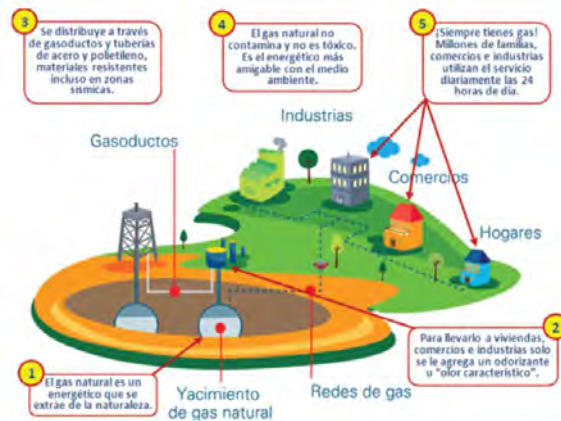 3
Se distribuye a través
de gasoductos y tuberías
de acero y polietileno,
materiales resistentes
incluso en zonas
sísmicas.
4
El gas natural no
contamina y no es tóxico.
Es el energético más
amigable con el medio
ambiente.
5
¡Siempre tienes gas!
Millones de familias,
comercios e industrias
utilizan el servicio
diariamente las 24
horas de día.
Industrias
Gasoductos
Comercios
Hogares
1
El gas natural es un
energético que se
extrae de la naturaleza.
Yacimiento
de gas natural
Redes de gas
2
Para llevarlo a viviendas,
comercios e industrias solo
se le agrega un odorizante
u "olor característico".